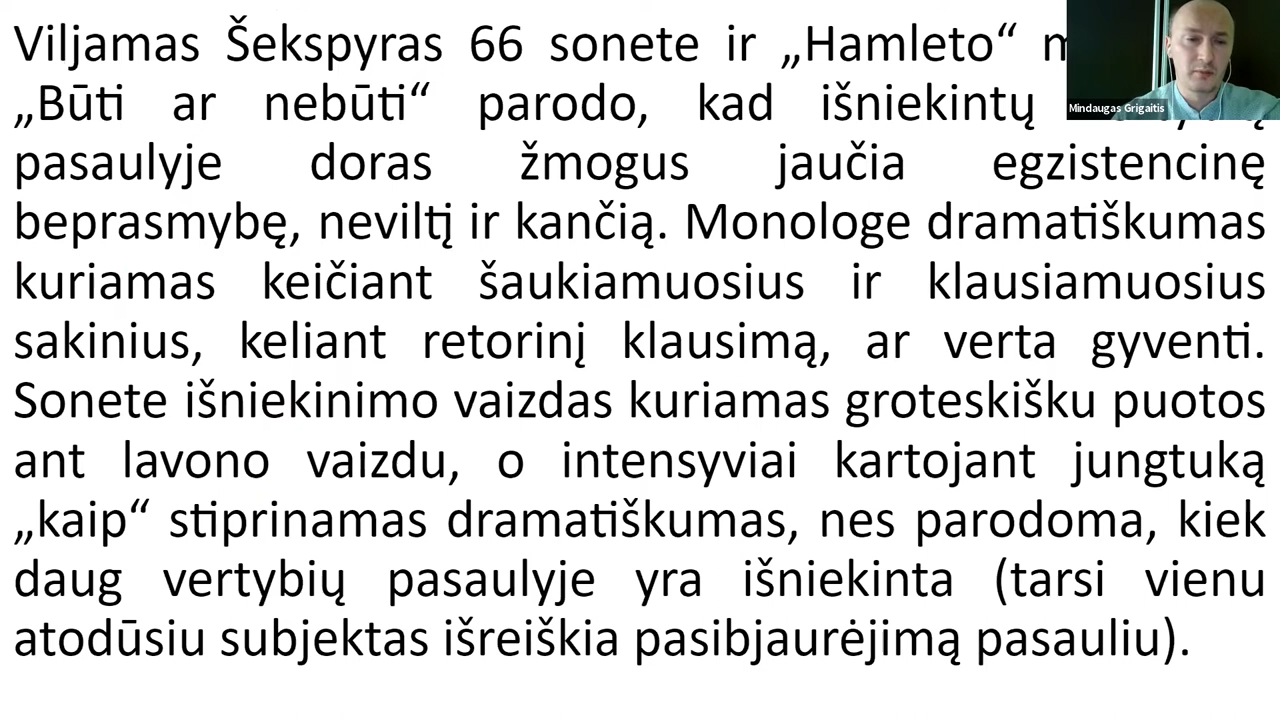 Viljamas Šekspyras 66 sonete ir „Hamleto“
Mindaugas Grigaitis
„Būti ar nebūti“ parodo, kad išniekintų
pasaulyje doras žmogus jaučia egzistencinę
beprasmybę, neviltį ir kančią. Monologe dramatiškumas
kuriamas keičiant šaukiamuosius ir klausiamuosius
sakinius, keliant retorinį klausimą, ar verta gyventi.
Sonete išniekinimo vaizdas kuriamas groteskišku puotos
ant lavono vaizdu, o intensyviai kartojant jungtuką
„kaip“ stiprinamas dramatiškumas, nes parodoma, kiek
daug vertybių pasaulyje yra išniekinta (tarsi vienu
atodūsiu subjektas išreiškia pasibjaurėjimą pasauliu).